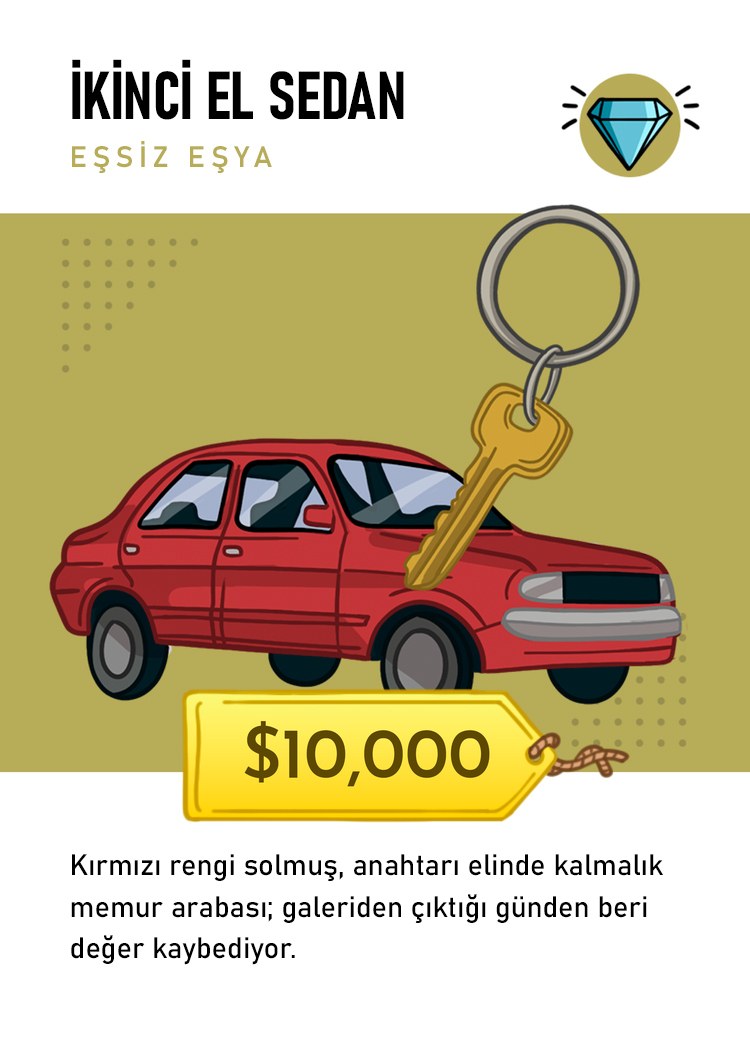 İKİNCİ EL SEDAN
EŞSİZ EŞYA
$10,000
Kırmızı rengi solmuş, anahtarı elinde kalmalık
memur arabası; galeriden çıktığı günden beri
değer kaybediyor.